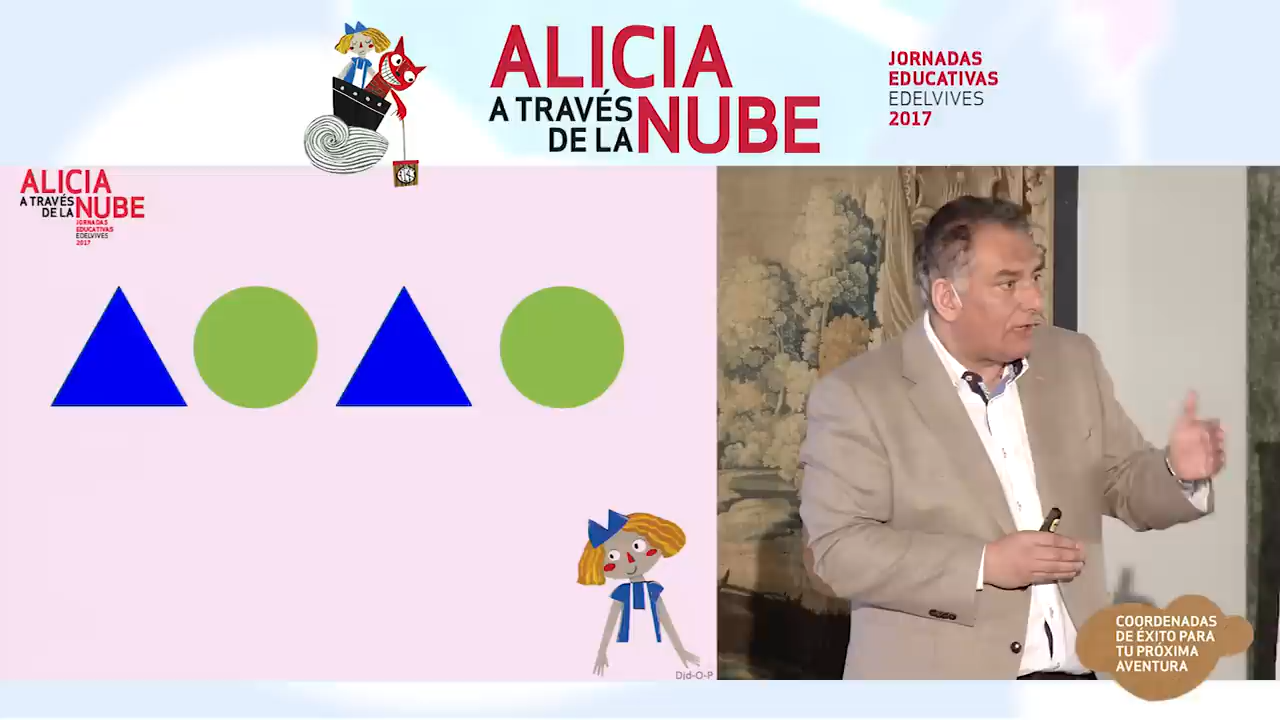 ALICIA
A TRAVÉS
DE LA NUBE
JORNADAS
EDUCATIVAS
EDELVIVES
2017
ALICIA
A TRAVÉS
DE LA NUBE
JORNADAS
EDUCATIVAS
EDELVIVES
2017
Did-O-P
COORDENADAS
DE ÉXITO PARA
TU PRÓXIMA
AVENTURA